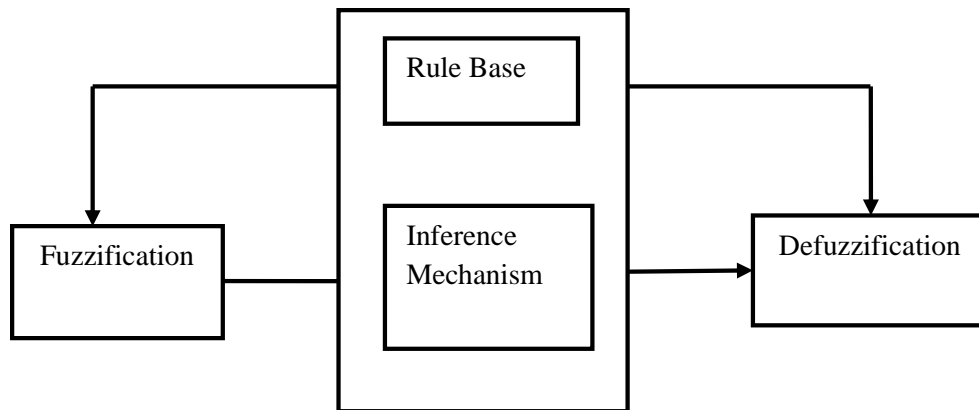 Rule Base
Fuzzification
Inference
Mechanism
Defuzzification